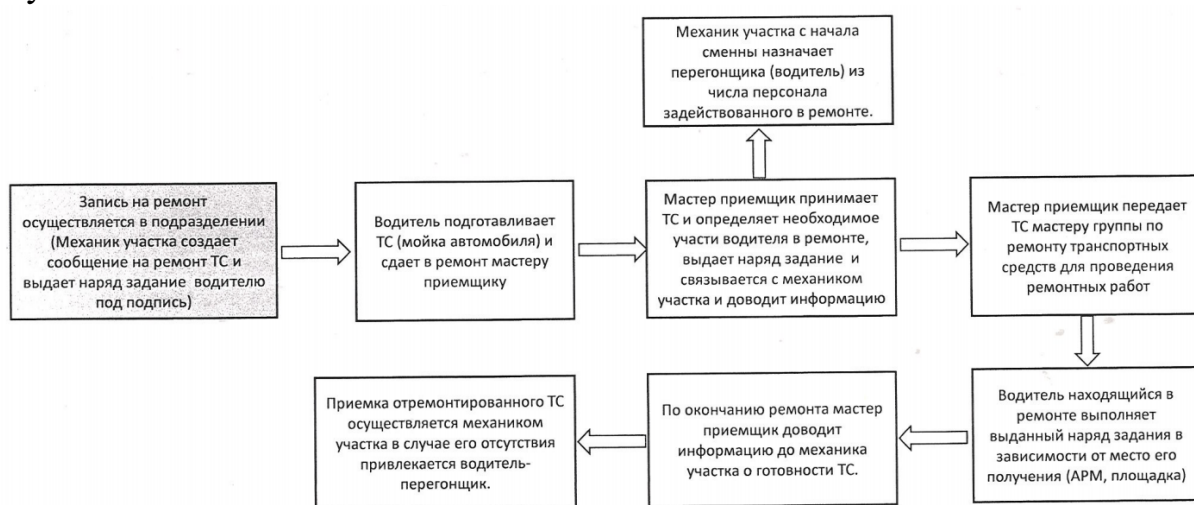 Механик участка с начала
сменны назначает
перегонщика (водитель) из
числа персонала
задействованного в ремонте.
Запись на ремонт
осуществляется в подразделении
(Механик участка создает
сообщение на ремонт ТС и
выдает наряд задание водителю
под подпись)
Водитель подготавливает
ТС (мойка автомобиля) и
сдает в ремонт мастеру
приемщику
Мастер приемщик принимает
ТС и определяет необходимое
участи водителя в ремонте,
выдает наряд задание и
связывается с механиком
участка и доводит информацию
Мастер приемщик передает
ТС мастеру группы по
ремонту транспортных
средств для проведения
ремонтных работ
Водитель находящийся в
ремонте выполняет
выданный наряд задания в
зависимости от место его
получения (АРМ, площадка)
По окончанию ремонта мастер
приемщик доводит
информацию до механика
участка о готовности ТС.
Приемка отремонтированного ТС
осуществляется механиком
участка в случае его отсутствия
привлекается водитель-
перегонщик.